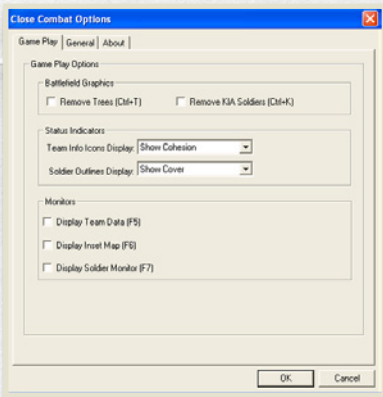 Close Combat Options
Game Play General About
Game Play Options
Battlefield Graphics
Remove Trees (Ctrl+T) Remove KIA Soldiers (Ctrl+K)
Status Indicators
Team Info Icons Display: Show Cohesion
Soldier Outlines Display: Show Cover
Monitors
Display Team Data (F5)
Display Inset Map (F6)
Display Soldier Monitor (F7)
OK Cancel